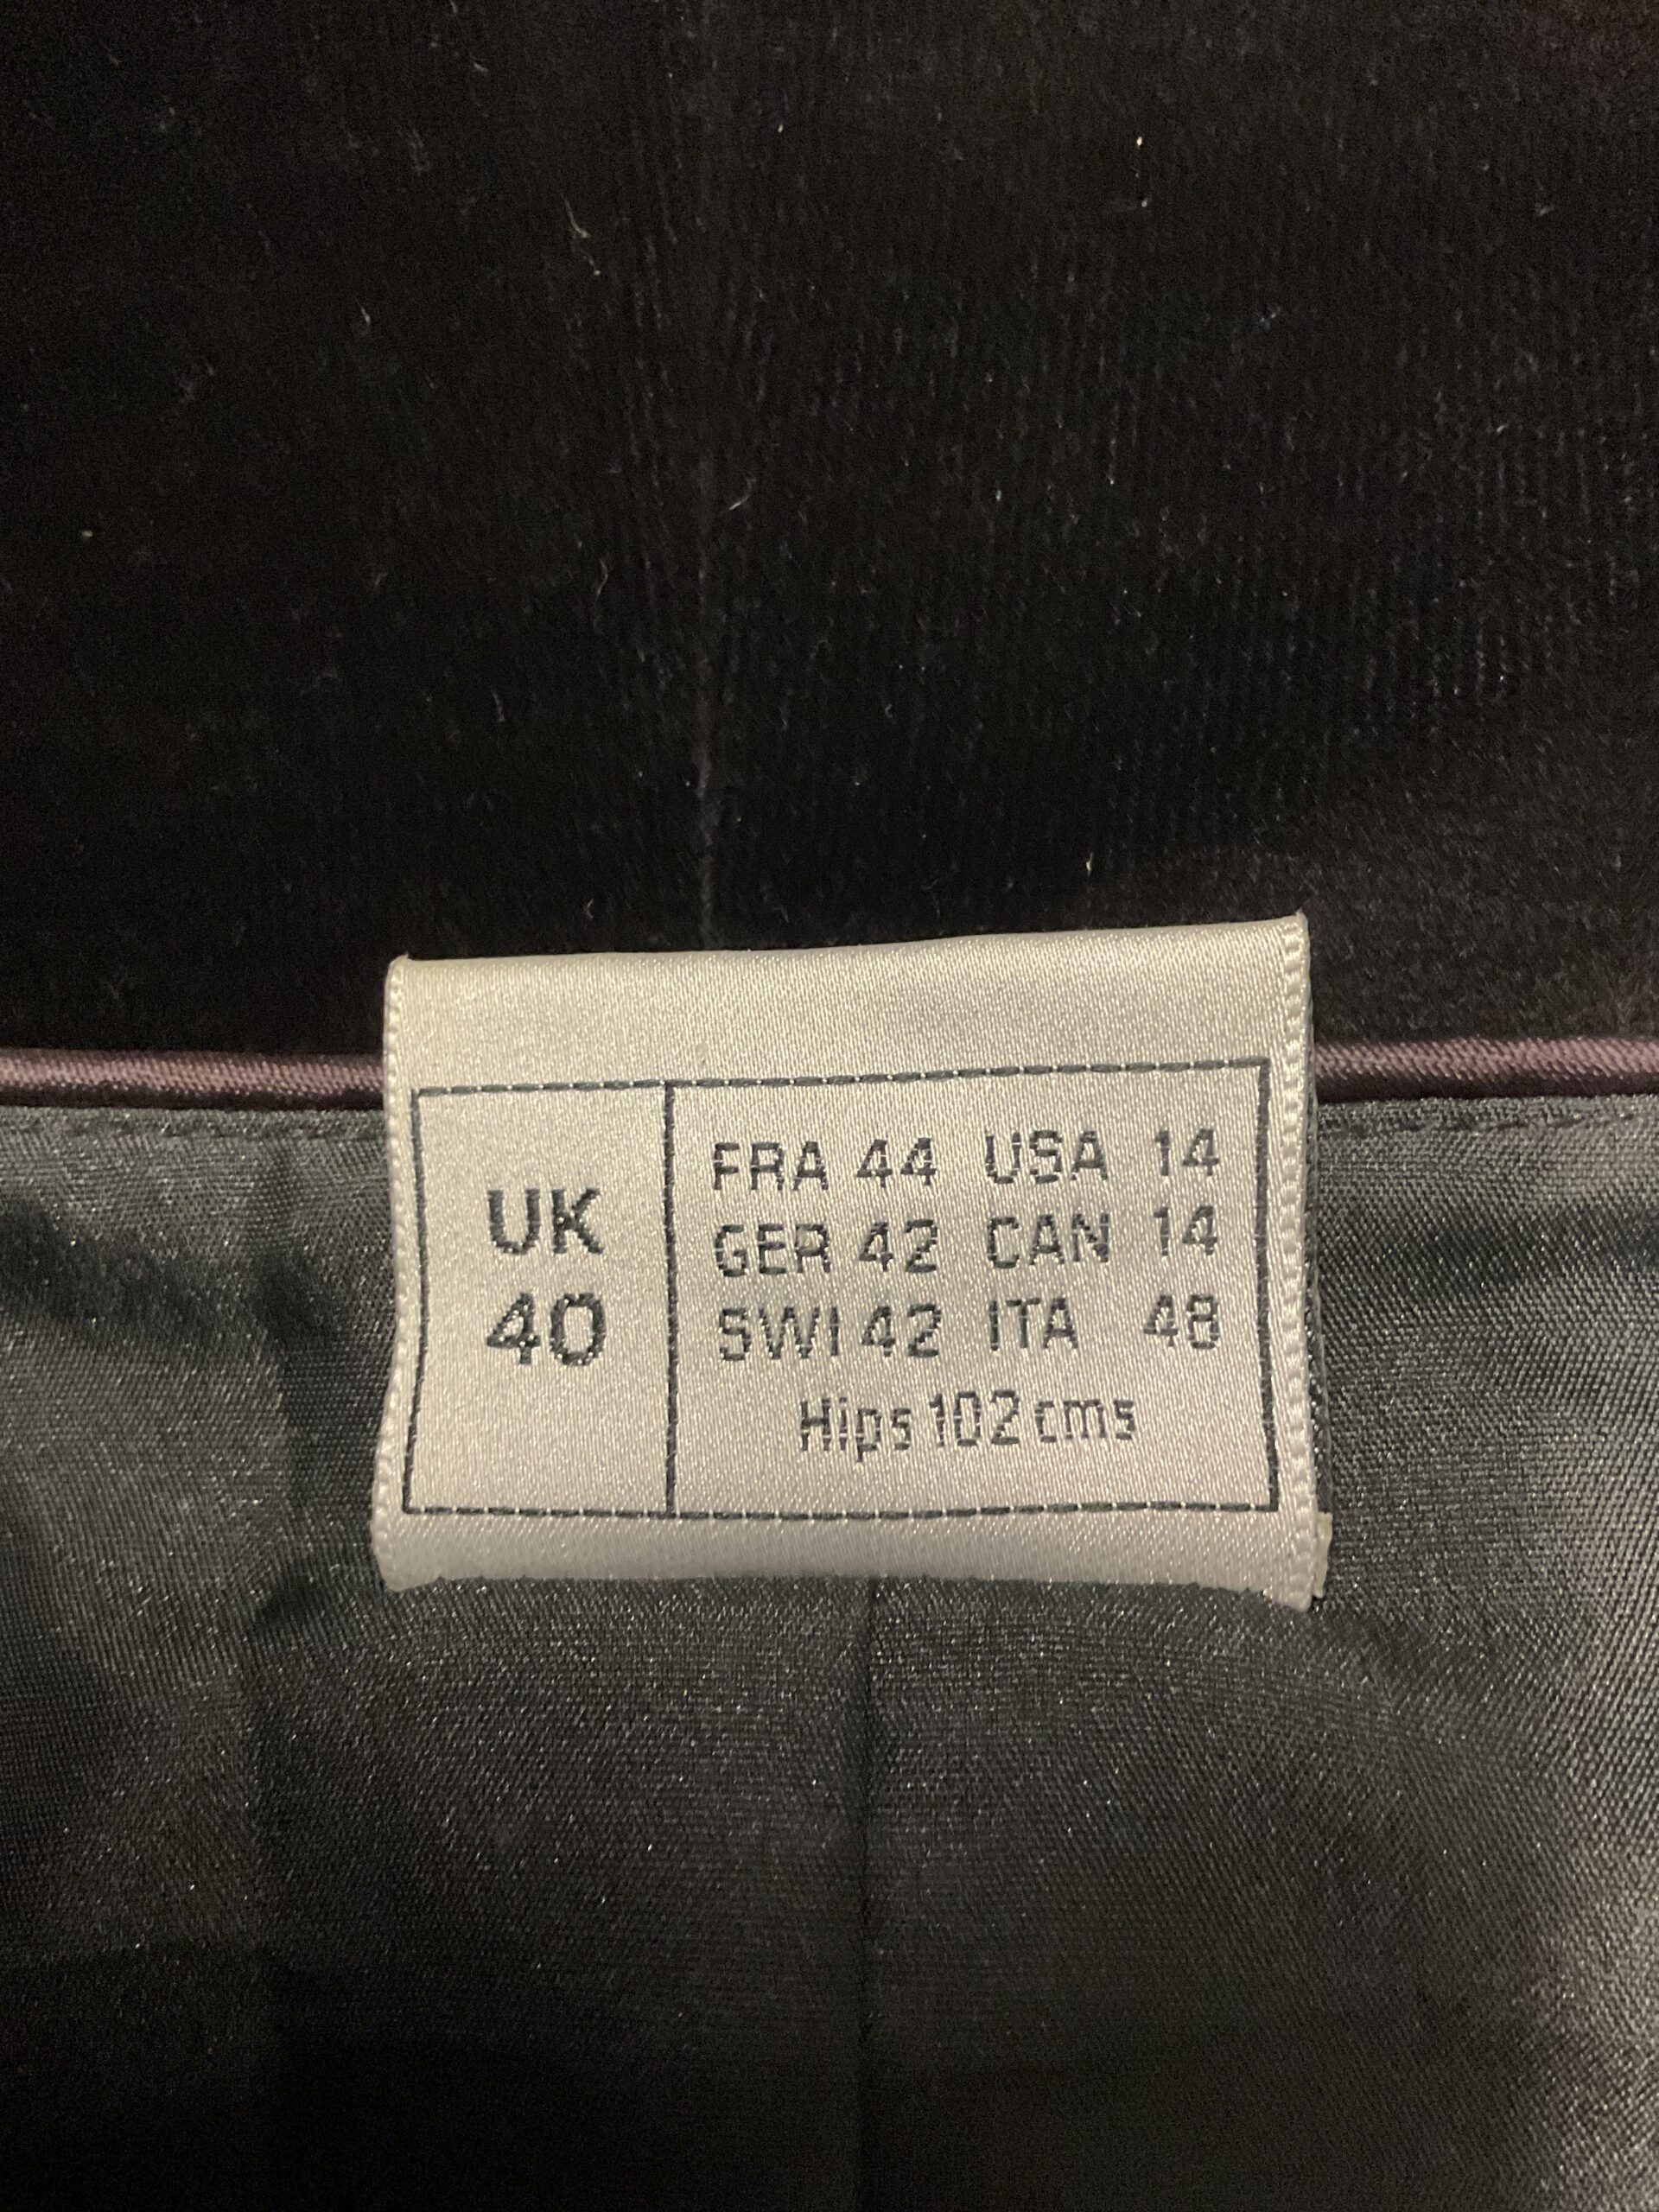 UK
40
FRA 44 USA 14
GER 42 CAN 14
SWI 42 ITA 48
Hips 102 cms